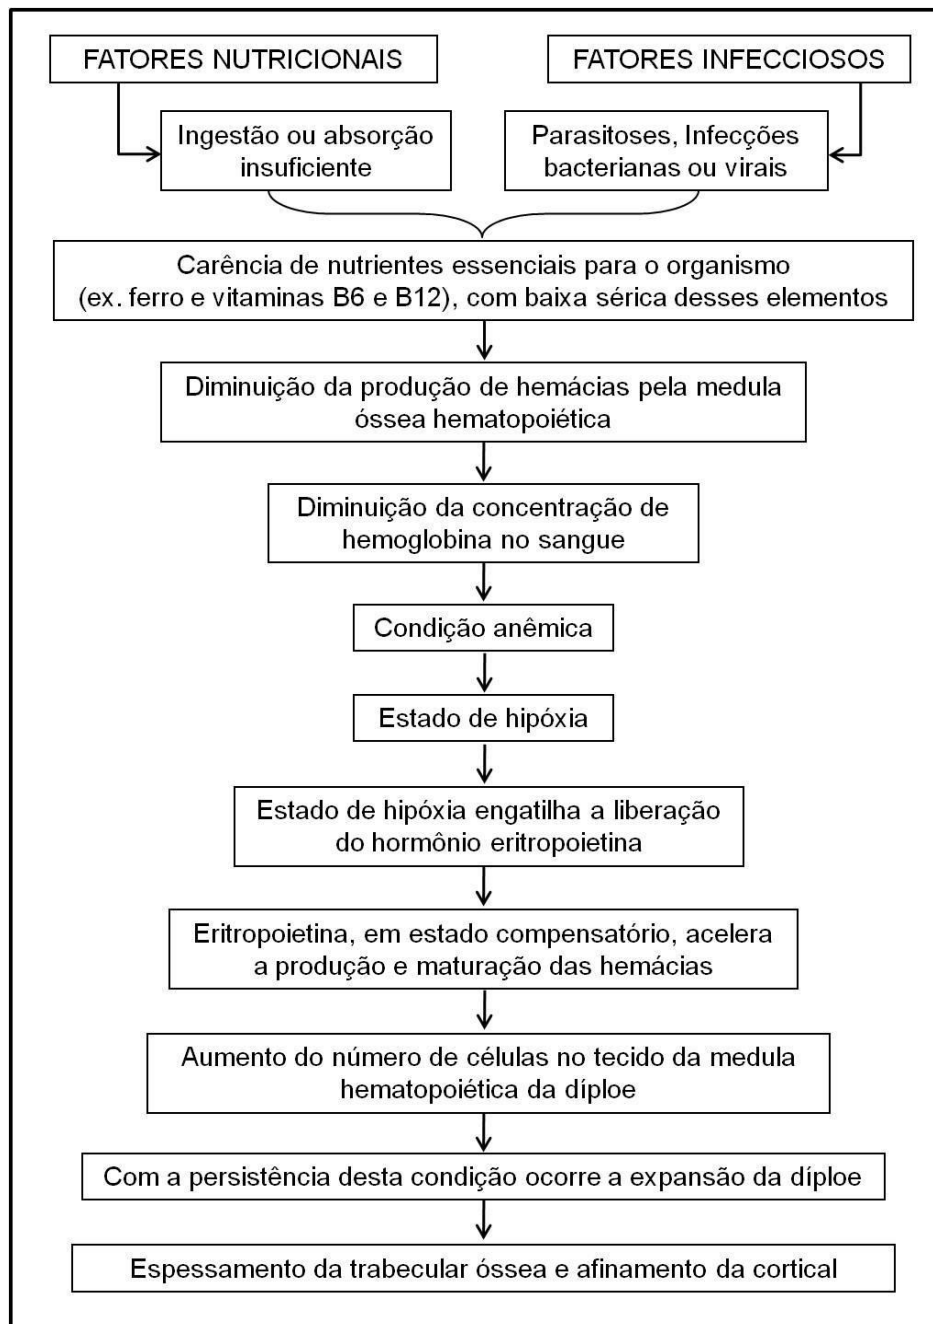 FATORES NUTRICIONAIS
FATORES INFECCIOSOS
Ingestão ou absorção
insuficiente
Parasitoses, Infecções
bacterianas ou virais
Carência de nutrientes essenciais para o organismo
(ex. ferro e vitaminas B6 e B12), com baixa sérica desses elementos
Diminuição da produção de hemácias pela medula
óssea hematopoiética
Diminuição da concentração de
hemoglobina no sangue
Condição anêmica
Estado de hipóxia
Estado de hipóxia engatilha a liberação
do hormônio eritropoietina
Eritropoietina, em estado compensatório, acelera
a produção e maturação das hemácias
Aumento do número de células no tecido da medula
hematopoiética da díploe
Com a persistência desta condição ocorre a expansão da díploe
Espessamento da trabecular óssea e afinamento da cortical